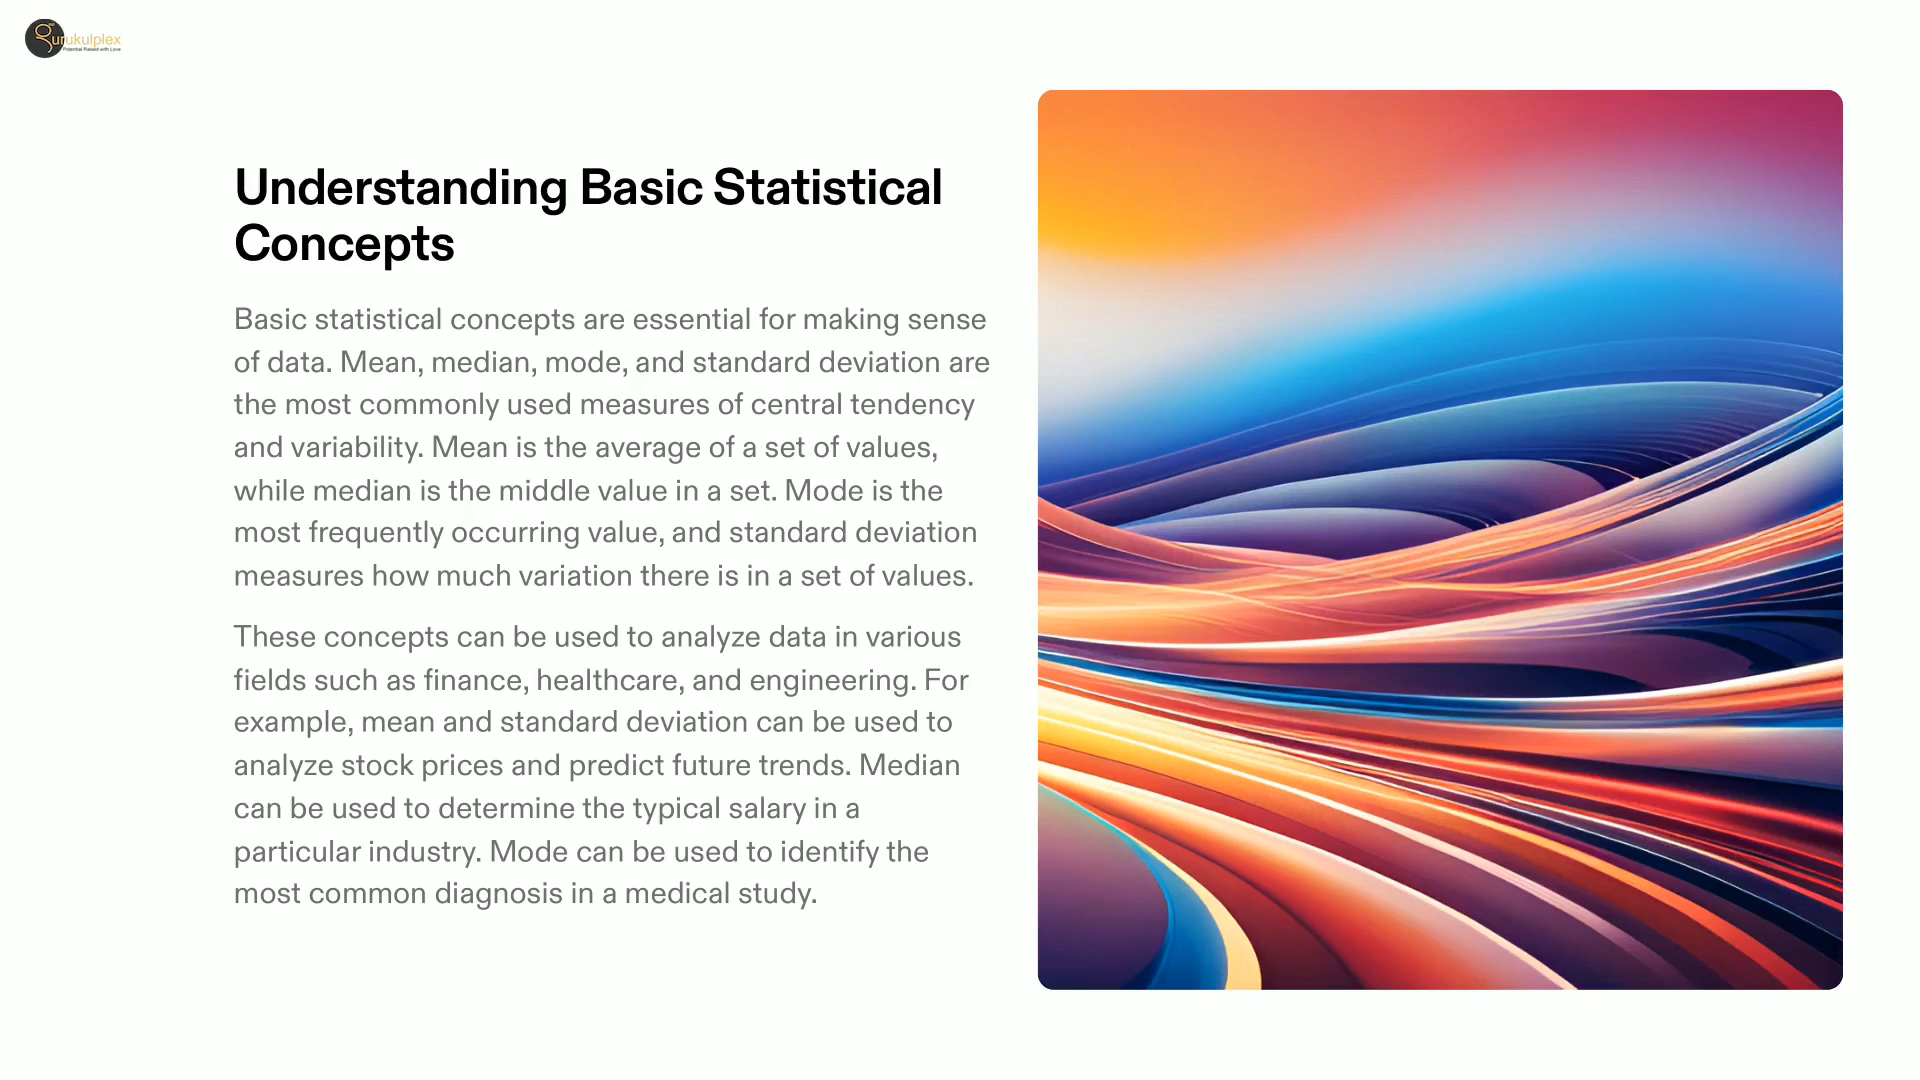 gurukulplex
Potential Raised with Love
Understanding Basic Statistical
Concepts
Basic statistical concepts are essential for making sense
of data. Mean, median, mode, and standard deviation are
the most commonly used measures of central tendency
and variability. Mean is the average of a set of values,
while median is the middle value in a set. Mode is the
most frequently occurring value, and standard deviation
measures how much variation there is in a set of values.
These concepts can be used to analyze data in various
fields such as finance, healthcare, and engineering. For
example, mean and standard deviation can be used to
analyze stock prices and predict future trends. Median
can be used to determine the typical salary in a
particular industry. Mode can be used to identify the
most common diagnosis in a medical study.